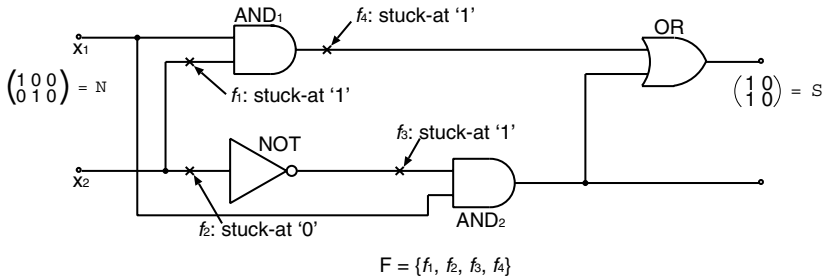 AND1
f4: stuck-at '1'
OR
x1
(1 0 0
0 1 0) = N
f1: stuck-at '1'
(1 0
1 0) = S
NOT
f3: stuck-at '1'
x2
f2: stuck-at '0'
AND2
F = {f1, f2, f3, f4}